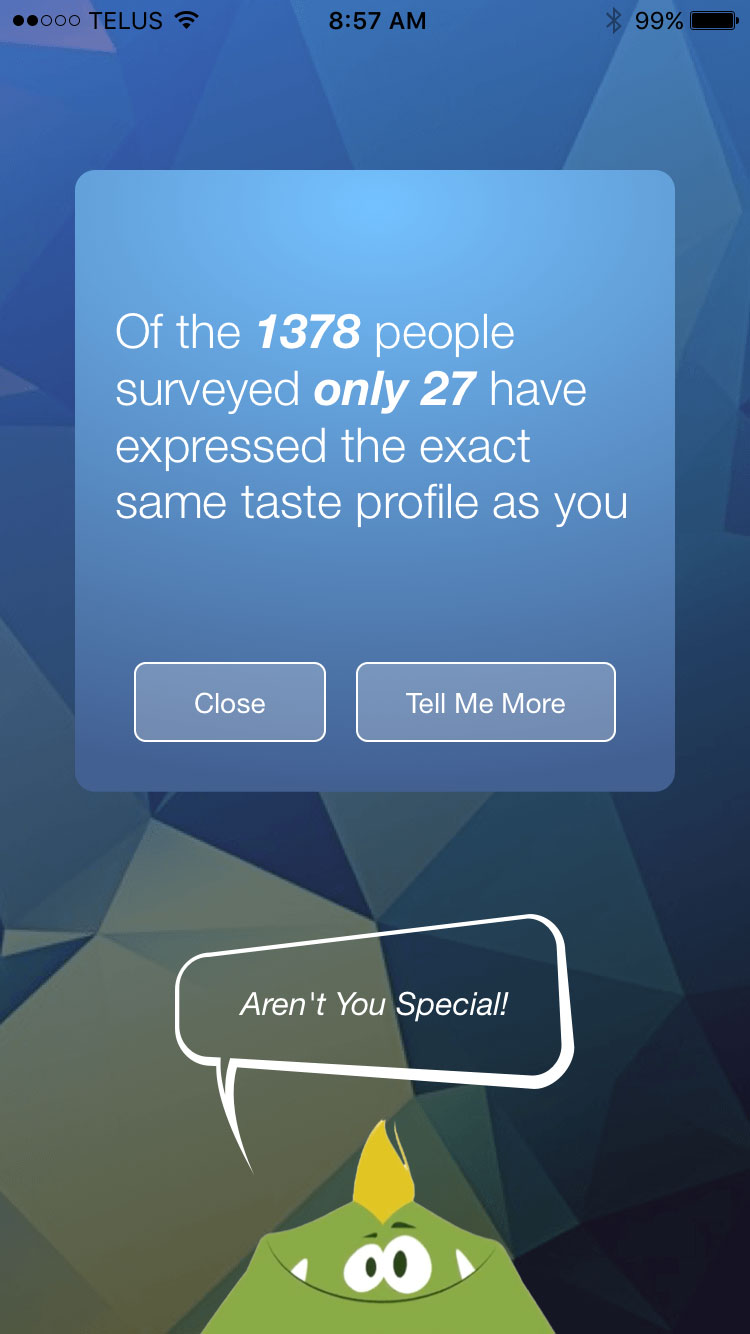 TELUS 8:57 AM 99%
Of the 1378 people
surveyed only 27 have
expressed the exact
same taste profile as you
Close Tell Me More
Aren't You Special!